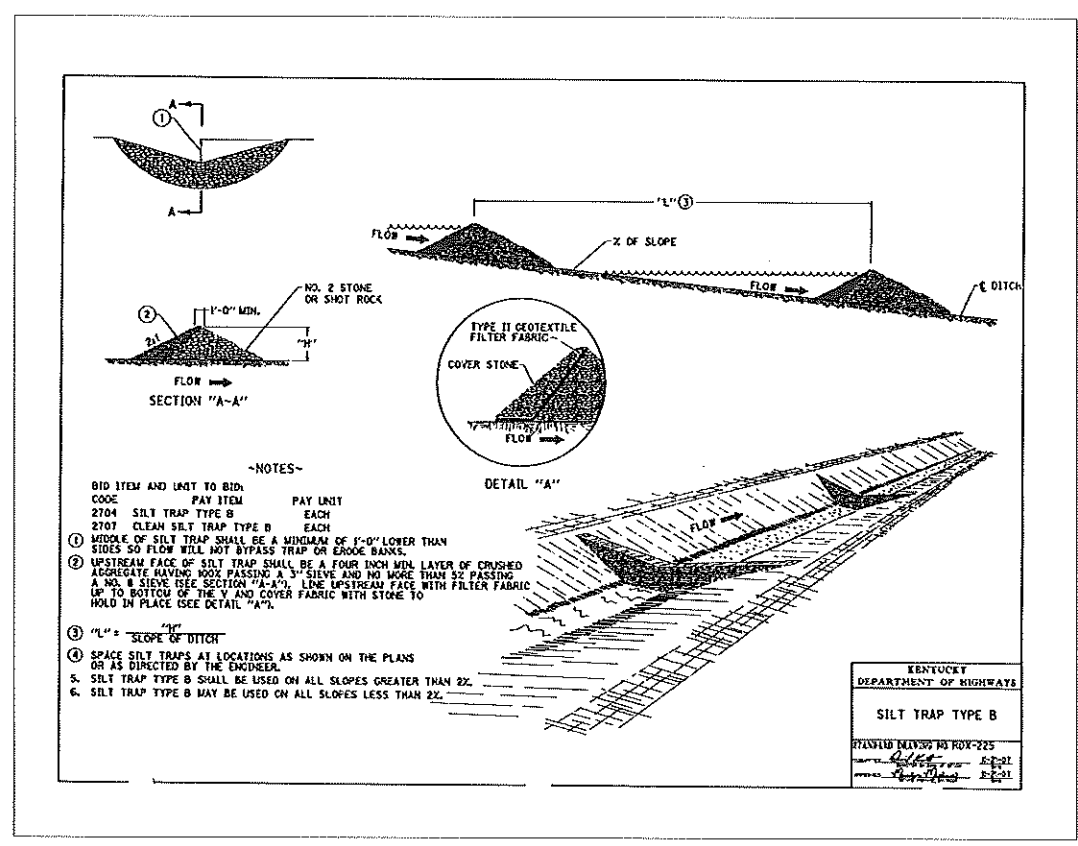 A
①
A
"L" ③
FLOW
% OF SLOPE
FLOW
℄ DITCH
NO. 2 STONE
OR SHOT ROCK
②
1'-0" MIN.
2:1
"H"
FLOW
SECTION "A-A"
TYPE II GEOTEXTILE
FILTER FABRIC
COVER STONE
FLOW
DETAIL "A"
FLOW
~NOTES~
BID ITEM AND UNIT TO BID:
CODE PAY ITEM PAY UNIT
2704 SILT TRAP TYPE B EACH
2707 CLEAN SILT TRAP TYPE B EACH
① MIDDLE OF SILT TRAP SHALL BE A MINIMUM OF 1'-0" LOWER THAN
SIDES SO FLOW WILL NOT BYPASS TRAP OR ERODE BANKS.
② UPSTREAM FACE OF SILT TRAP SHALL BE A FOUR INCH MIN. LAYER OF CRUSHED
AGGREGATE HAVING 100% PASSING A 3" SIEVE AND NO MORE THAN 5% PASSING
A NO. 8 SIEVE (SEE SECTION "A-A"). LINE UPSTREAM FACE WITH FILTER FABRIC
UP TO BOTTOM OF THE V AND COVER FABRIC WITH STONE TO
HOLD IN PLACE (SEE DETAIL "A").
③ "L" = "H"
SLOPE OF DITCH
④ SPACE SILT TRAPS AT LOCATIONS AS SHOWN ON THE PLANS
OR AS DIRECTED BY THE ENGINEER.
5. SILT TRAP TYPE B SHALL BE USED ON ALL SLOPES GREATER THAN 2%.
6. SILT TRAP TYPE B MAY BE USED ON ALL SLOPES LESS THAN 2%.
KENTUCKY
DEPARTMENT OF HIGHWAYS
SILT TRAP TYPE B
STANDARD DRAWING NO. RDX-225